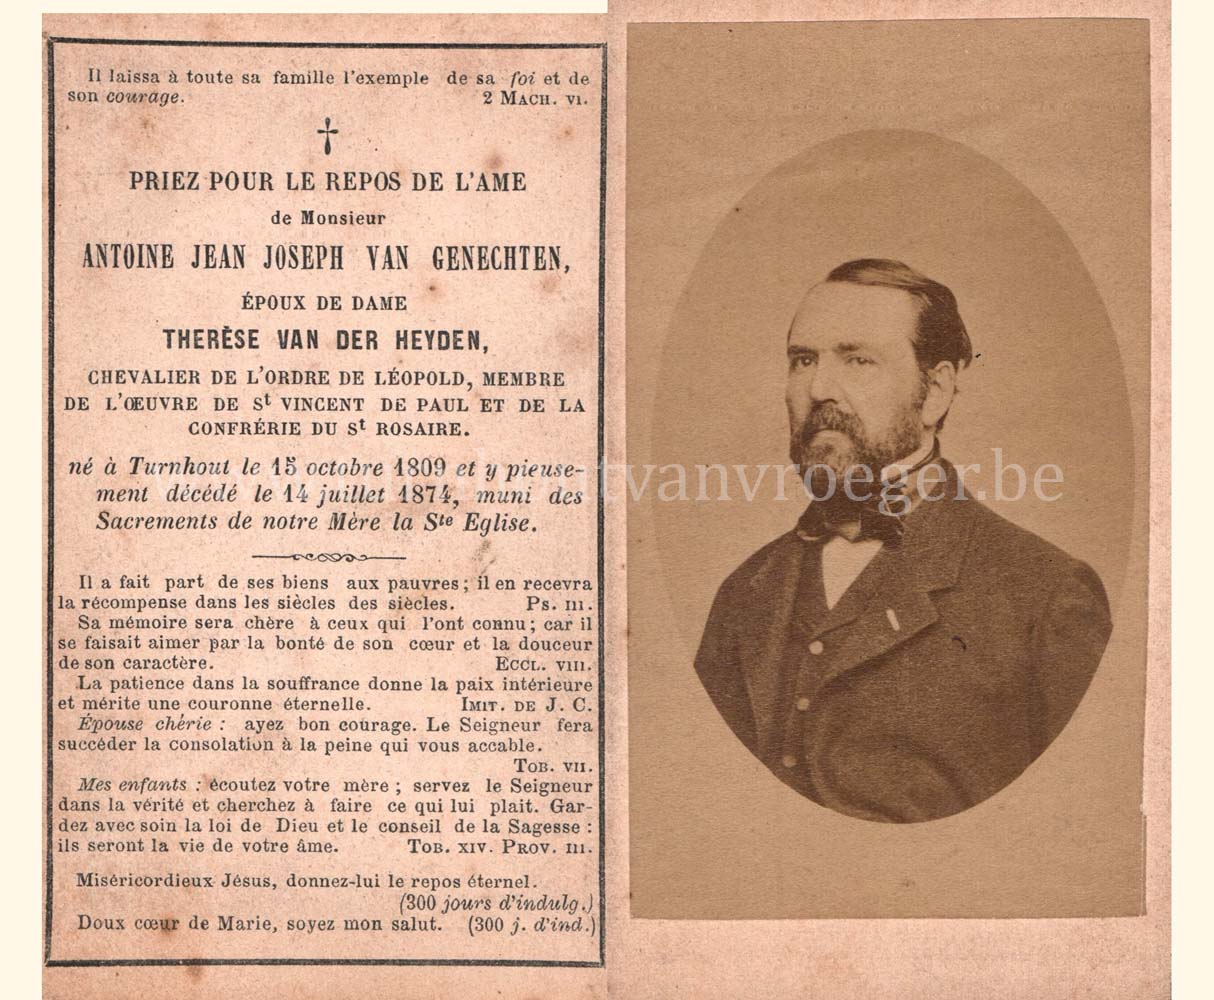 Il laissa à toute sa famille l'exemple de sa foi et de
son courage. 2 MACH. VI.
PRIEZ POUR LE REPOS DE L'AME
de Monsieur
ANTOINE JEAN JOSEPH VAN GENECHTEN,
ÉPOUX DE DAME
THERÈSE VAN DER HEYDEN,
CHEVALIER DE L'ORDRE DE LÉOPOLD, MEMBRE
DE L'ŒUVRE DE St VINCENT DE PAUL ET DE LA
CONFRÉRIE DU St ROSAIRE.
né à Turnhout le 15 octobre 1809 et y pieuse-
ment décédé le 14 juillet 1874, muni des
Sacrements de notre Mère la Ste Eglise.
Il a fait part de ses biens aux pauvres ; il en recevra
la récompense dans les siècles des siècles. Ps. III.
Sa mémoire sera chère à ceux qui l'ont connu ; car il
se faisait aimer par la bonté de son cœur et la douceur
de son caractère. ECCL. VIII.
La patience dans la souffrance donne la paix intérieure
et mérite une couronne éternelle. IMIT. DE J. C.
Épouse chérie : ayez bon courage. Le Seigneur fera
succéder la consolation à la peine qui vous accable.
TOB. VII.
Mes enfants : écoutez votre mère ; servez le Seigneur
dans la vérité et cherchez à faire ce qui lui plait. Gar-
dez avec soin la loi de Dieu et le conseil de la Sagesse :
ils seront la vie de votre âme. TOB. XIV. PROV. III.
Miséricordieux Jésus, donnez-lui le repos éternel.
(300 jours d'indulg.)
Doux cœur de Marie, soyez mon salut. (300 j. d'ind.)